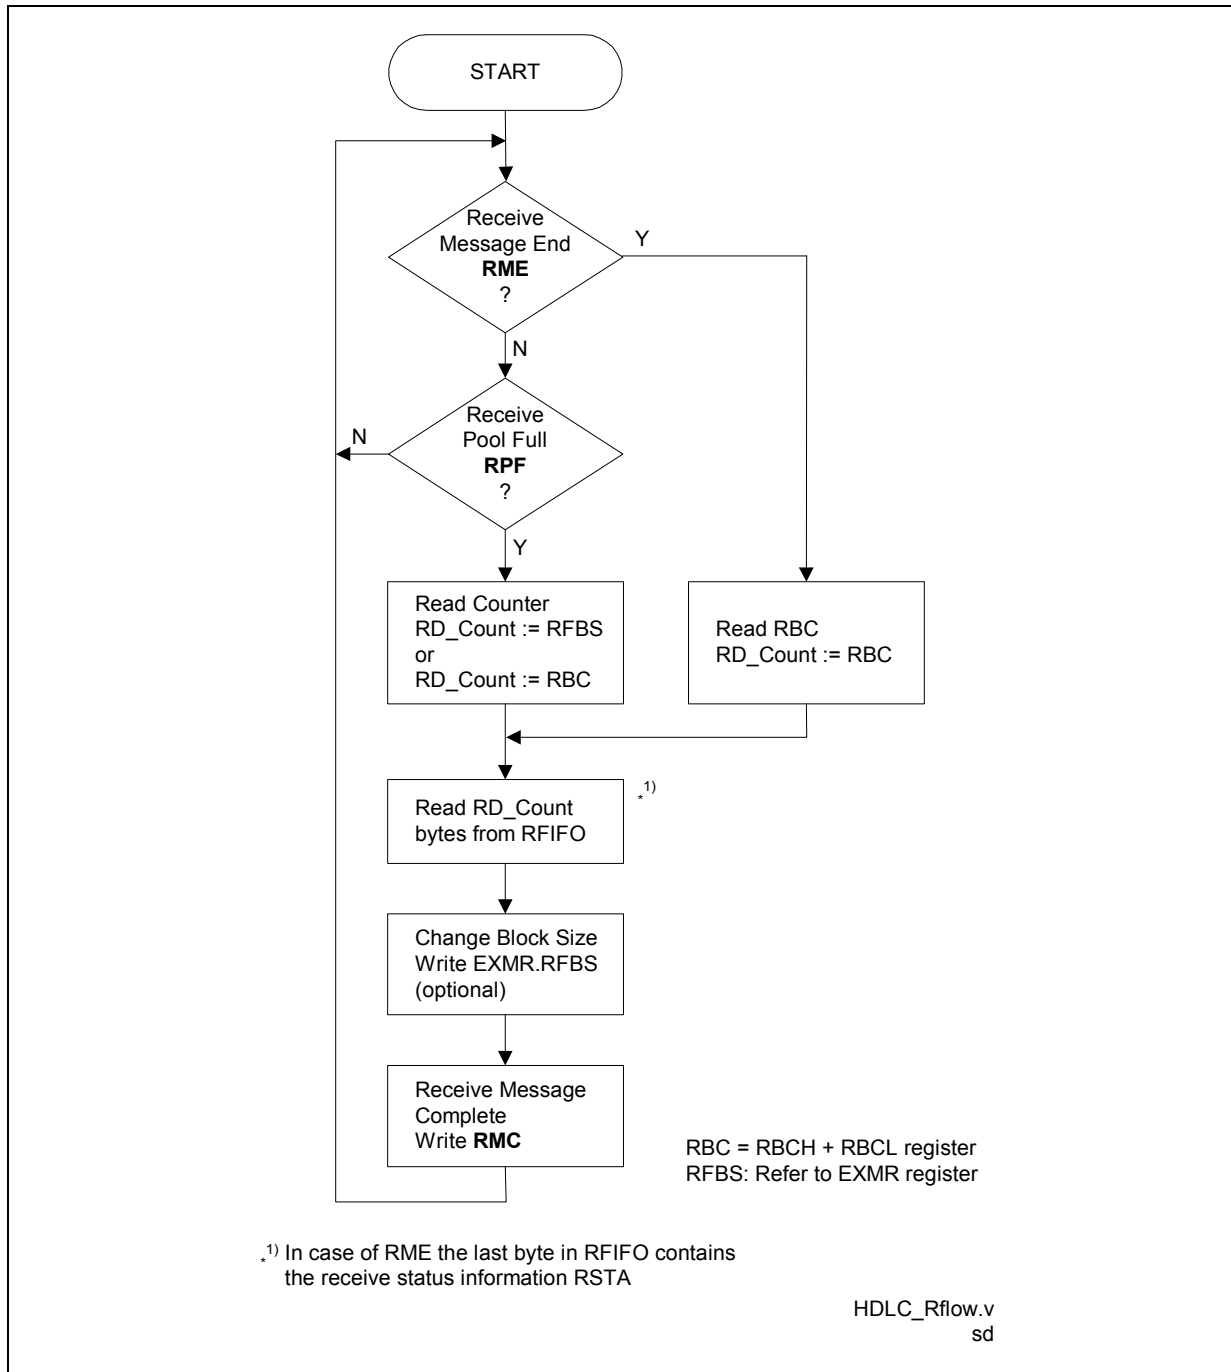 START
Receive
Message End
RME
?
Y
N
Receive
Pool Full
RPF
?
N
Y
Read Counter
RD_Count := RFBS
or
RD_Count := RBC
Read RBC
RD_Count := RBC
Read RD_Count
bytes from RFIFO
*1)
Change Block Size
Write EXMR.RFBS
(optional)
Receive Message
Complete
Write RMC
RBC = RBCH + RBCL register
RFBS: Refer to EXMR register
*1) In case of RME the last byte in RFIFO contains
the receive status information RSTA
HDLC_Rflow.v
sd